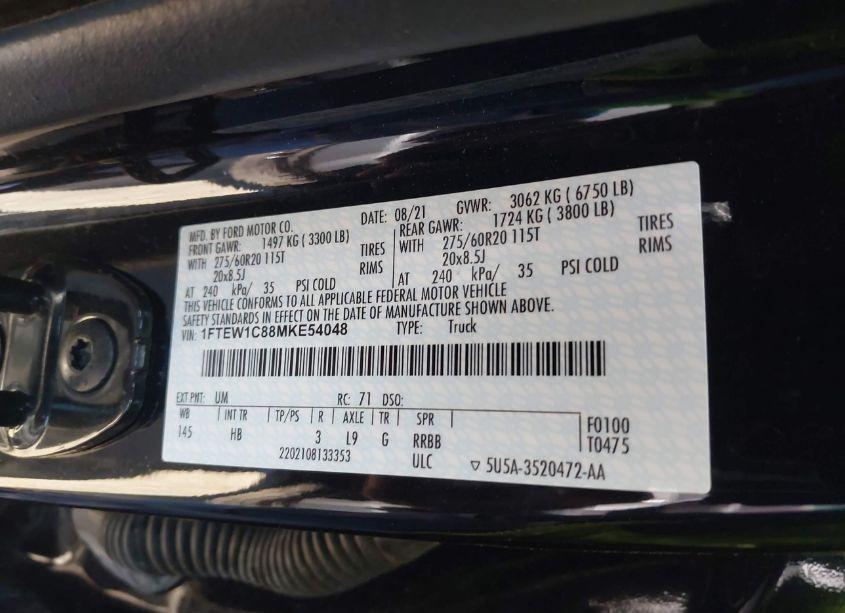 MFD. BY FORD MOTOR CO. DATE: 08/21 GVWR: 3062 KG ( 6750 LB)
FRONT GAWR: 1497 KG ( 3300 LB) REAR GAWR: 1724 KG ( 3800 LB)
WITH 275/60R20 115T TIRES WITH 275/60R20 115T TIRES
20x8.5J RIMS 20x8.5J RIMS
AT 240 kPa/ 35 PSI COLD AT 240 kPa/ 35 PSI COLD
THIS VEHICLE CONFORMS TO ALL APPLICABLE FEDERAL MOTOR VEHICLE
SAFETY STANDARDS IN EFFECT ON THE DATE OF MANUFACTURE SHOWN ABOVE.
VIN: 1FTEW1C88MKE54048 TYPE: Truck
EXT PNT: UM RC: 71 DSO:
WB INT TR TP/PS R AXLE TR SPR F0100
145 HB 3 L9 G RRBB T0475
2202108133353 ULC ▽ 5U5A-3520472-AA